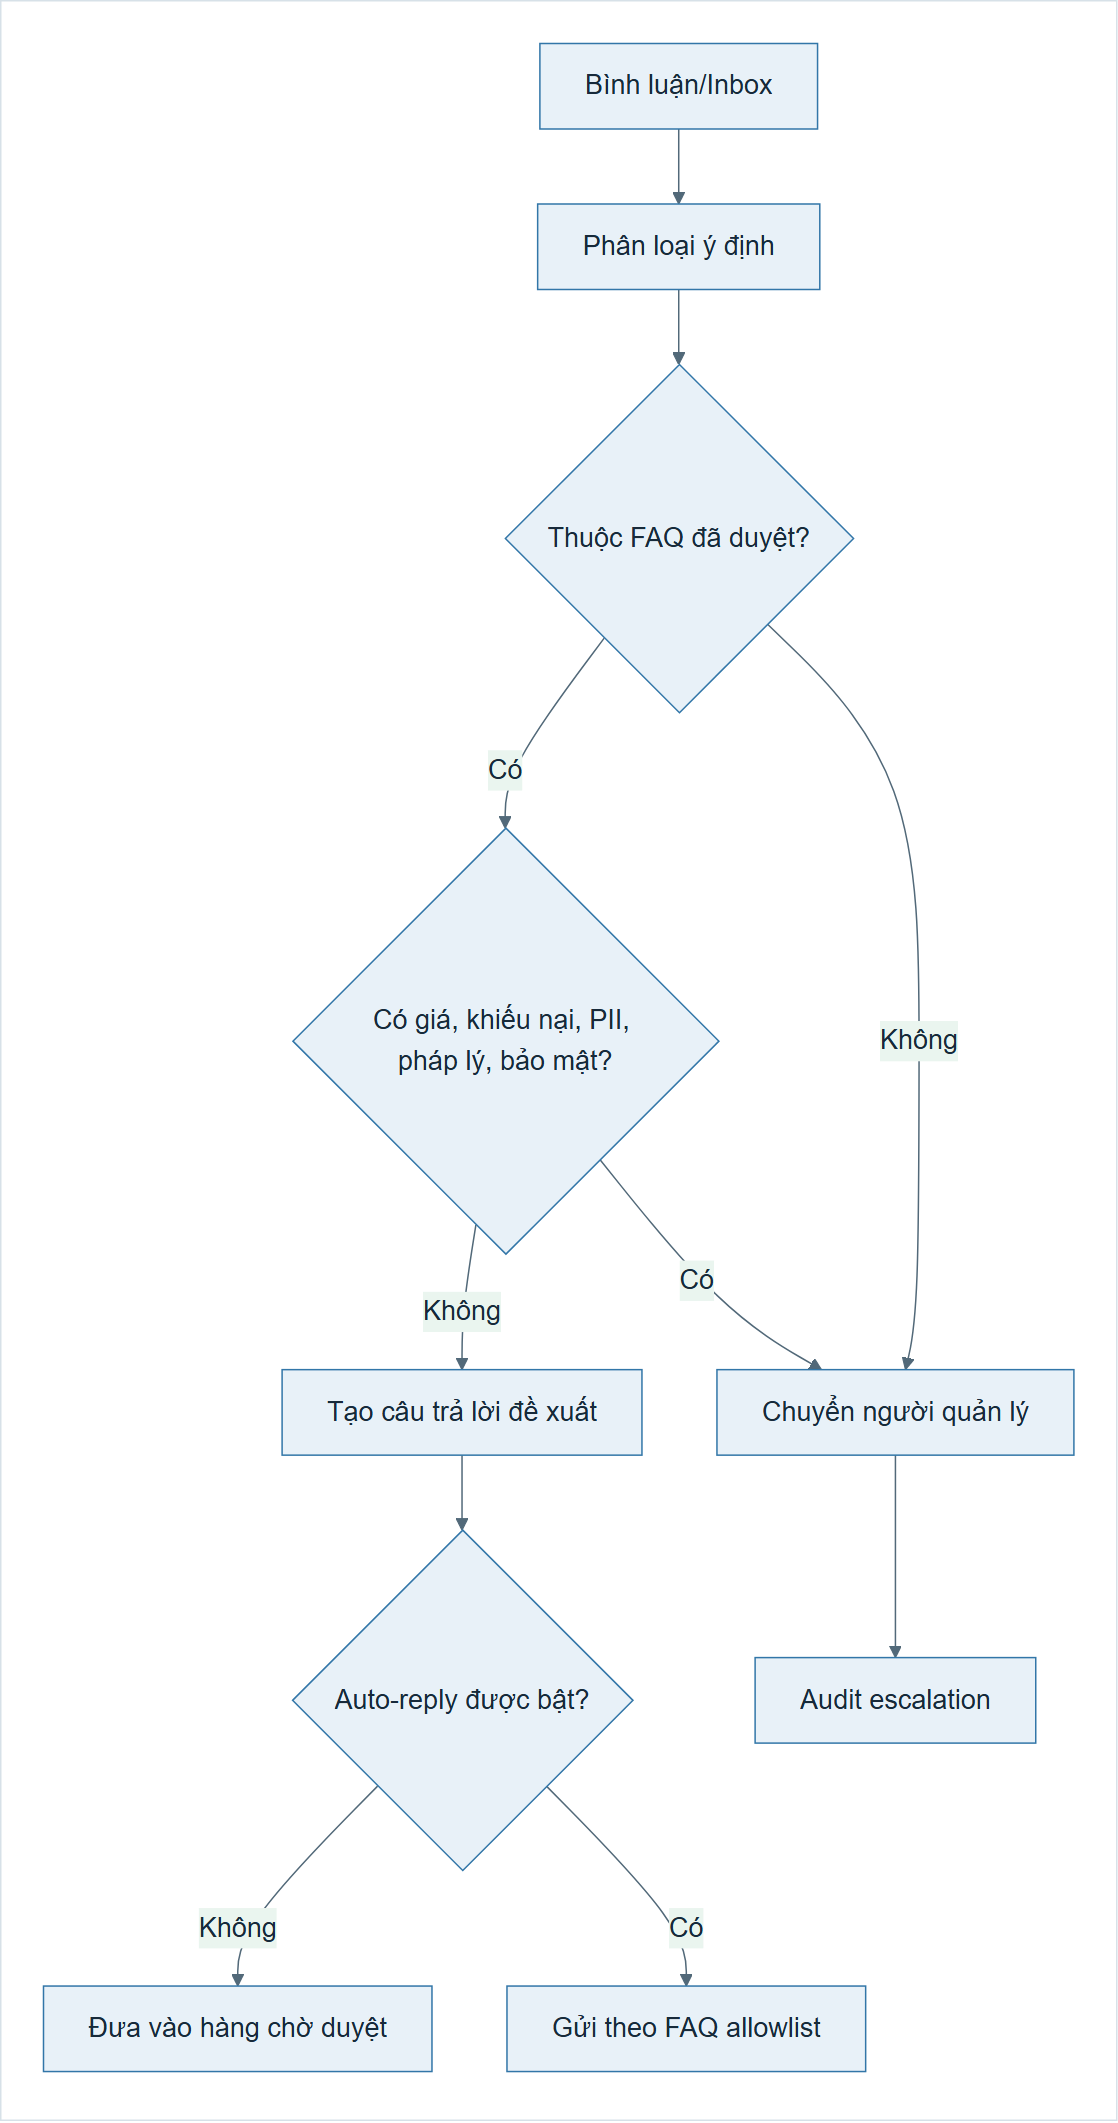 Bình luận/Inbox
Phân loại ý định
Thuộc FAQ đã duyệt?
Có
Có giá, khiếu nại, PII,
pháp lý, bảo mật?
Không
Có
Không
Tạo câu trả lời đề xuất
Chuyển người quản lý
Auto-reply được bật?
Audit escalation
Không
Có
Đưa vào hàng chờ duyệt
Gửi theo FAQ allowlist